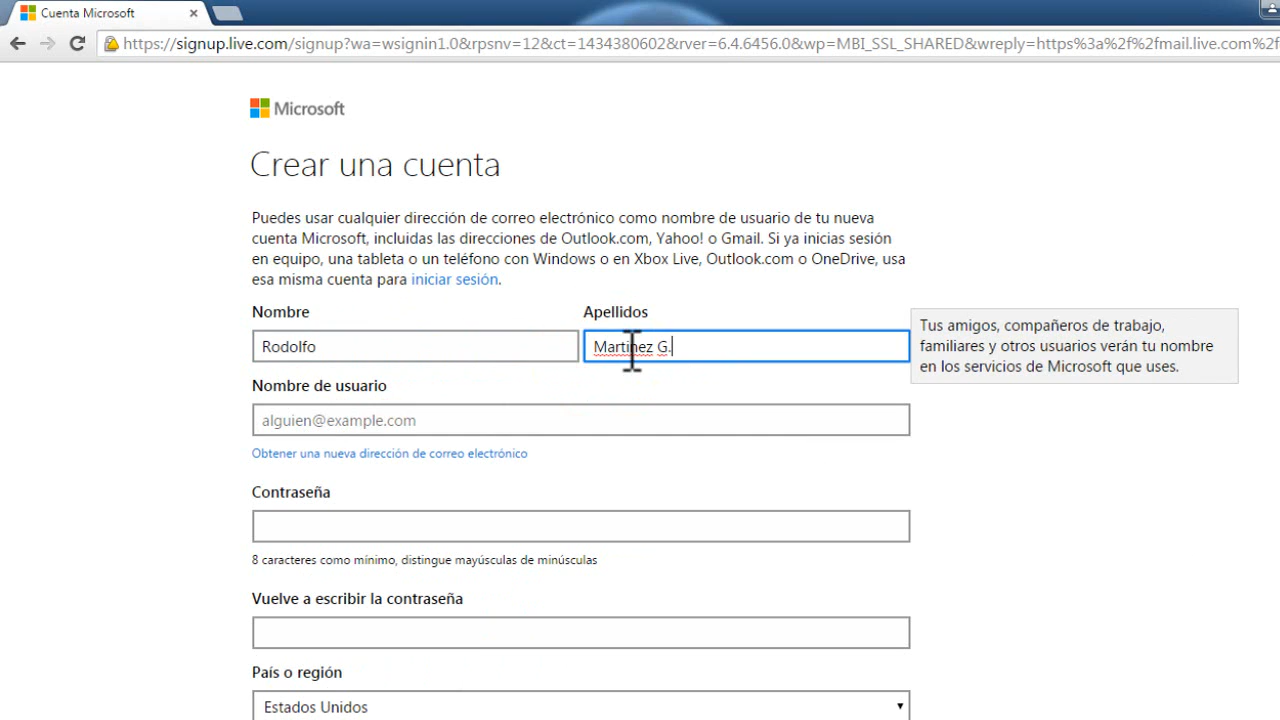 Cuenta Microsoft
https://signup.live.com/signup?wa=wsignin1.0&rpsnv=12&ct=1434380602&rver=6.4.6456.0&wp=MBI_SSL_SHARED&wreply=https%3a%2f%2fmail.live.com%2f
Microsoft
Crear una cuenta
Puedes usar cualquier dirección de correo electrónico como nombre de usuario de tu nueva
cuenta Microsoft, incluidas las direcciones de Outlook.com, Yahoo! o Gmail. Si ya inicias sesión
en equipo, una tableta o un teléfono con Windows o en Xbox Live, Outlook.com o OneDrive, usa
esa misma cuenta para iniciar sesión.
Nombre Apellidos
Rodolfo Martinez G.
Tus amigos, compañeros de trabajo,
familiares y otros usuarios verán tu nombre
en los servicios de Microsoft que uses.
Nombre de usuario
alguien@example.com
Obtener una nueva dirección de correo electrónico
Contraseña
8 caracteres como mínimo, distingue mayúsculas de minúsculas
Vuelve a escribir la contraseña
País o región
Estados Unidos